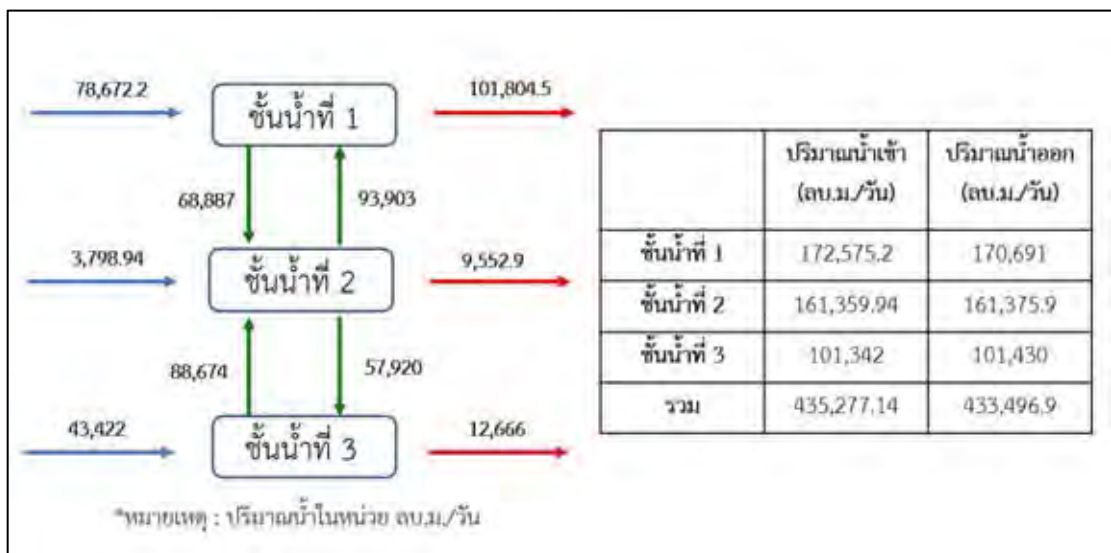 78,672.2
101,804.5
ชั้นน้ำที่ 1
68,887
93,903
3,798.94
9,552.9
ชั้นน้ำที่ 2
88,674
57,920
43,422
12,666
ชั้นน้ำที่ 3
*หมายเหตุ : ปริมาณน้ำในหน่วย ลบ.ม./วัน
ปริมาณน้ำเข้า ปริมาณน้ำออก
(ลบ.ม./วัน) (ลบ.ม./วัน)
ชั้นน้ำที่ 1 172,575.2 170,691
ชั้นน้ำที่ 2 161,359.94 161,375.9
ชั้นน้ำที่ 3 101,342 101,430
รวม 435,277.14 433,496.9